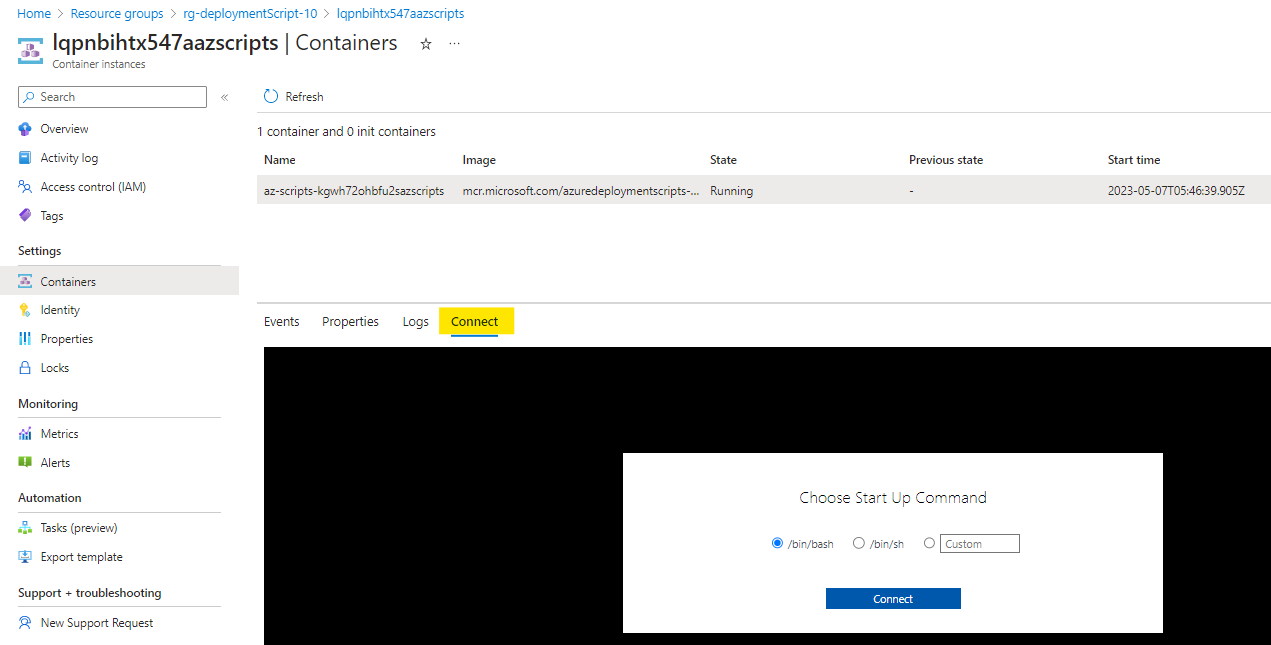 Home > Resource groups > rg-deploymentScript-10 > lqpnbihtx547aazscripts
lqpnbihtx547aazscripts | Containers ☆ ...
Container instances
Search «
Overview
Activity log
Access control (IAM)
Tags
Settings
Containers
Identity
Properties
Locks
Monitoring
Metrics
Alerts
Automation
Tasks (preview)
Export template
Support + troubleshooting
New Support Request
Refresh
1 container and 0 init containers
Name Image State Previous state Start time
az-scripts-kgwh72ohbfu2sazscripts mcr.microsoft.com/azuredeploymentscripts-... Running - 2023-05-07T05:46:39.905Z
Events Properties Logs Connect
Choose Start Up Command
/bin/bash /bin/sh Custom
Connect